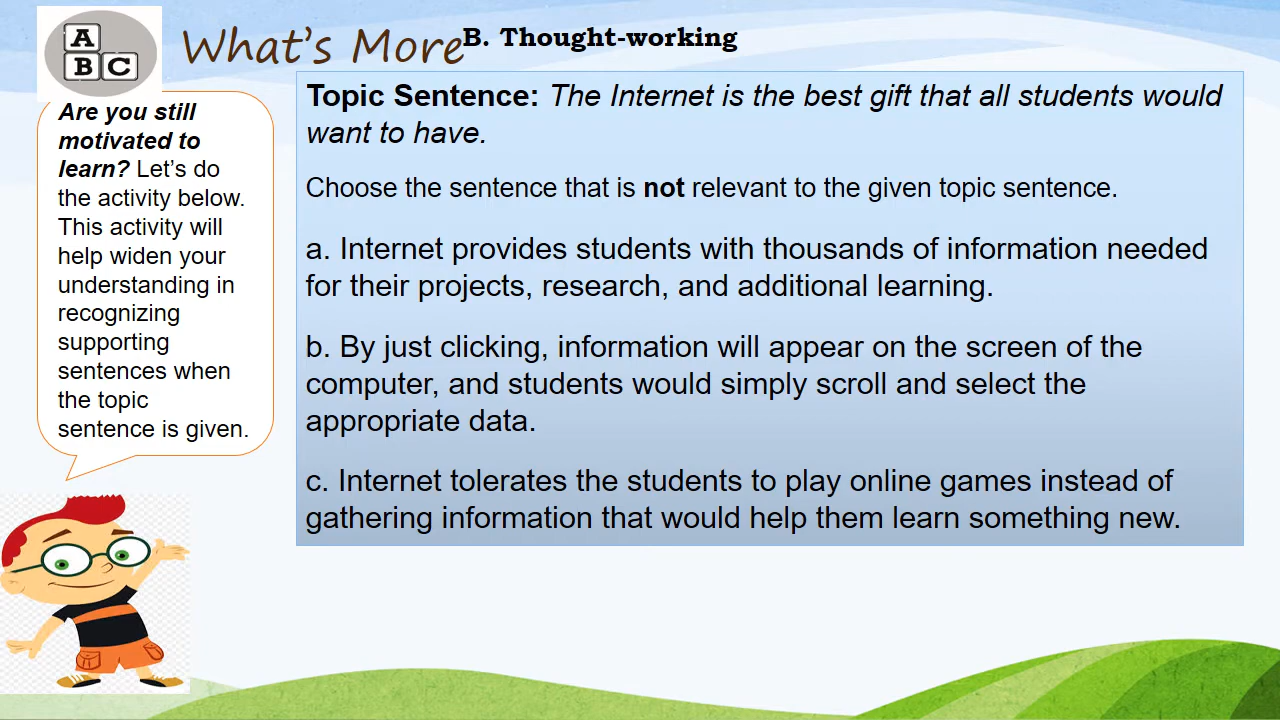 A
B C
What's More
B. Thought-working
Are you still
motivated to
learn? Let's do
the activity below.
This activity will
help widen your
understanding in
recognizing
supporting
sentences when
the topic
sentence is given.
Topic Sentence: The Internet is the best gift that all students would
want to have.
Choose the sentence that is not relevant to the given topic sentence.
a. Internet provides students with thousands of information needed
for their projects, research, and additional learning.
b. By just clicking, information will appear on the screen of the
computer, and students would simply scroll and select the
appropriate data.
c. Internet tolerates the students to play online games instead of
gathering information that would help them learn something new.